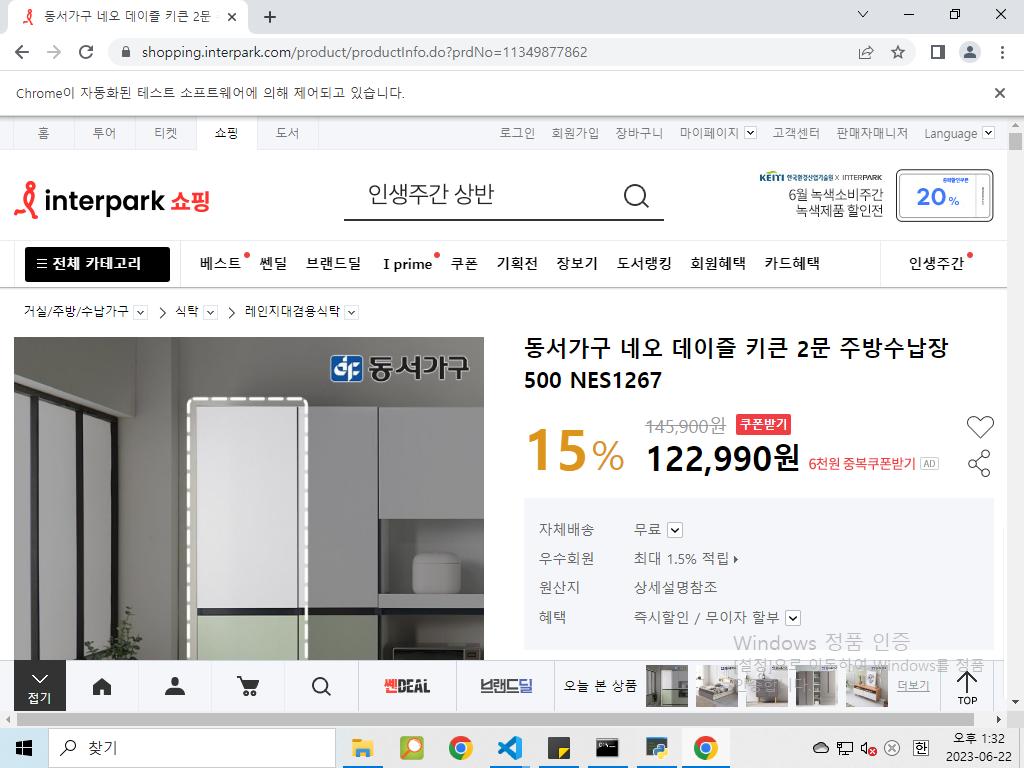 동서가구 네오 데이즐 키큰 2문
shopping.interpark.com/product/productInfo.do?prdNo=11349877862
Chrome이 자동화된 테스트 소프트웨어에 의해 제어되고 있습니다.
홈 투어 티켓 쇼핑 도서 로그인 회원가입 장바구니 마이페이지 고객센터 판매자매니저 Language
interpark 쇼핑
인생주간 상반
KEITI 한국환경산업기술원 X INTERPARK
6월 녹색소비주간
녹색제품 할인전
20%
전체 카테고리 베스트 쎈딜 브랜드딜 I prime 쿠폰 기획전 장보기 도서랭킹 회원혜택 카드혜택 인생주간
거실/주방/수납가구 식탁 레인지대겸용식탁
동서가구
동서가구 네오 데이즐 키큰 2문 주방수납장
500 NES1267
15%
145,900원 쿠폰받기
122,990원 6천원 중복쿠폰받기 AD
자체배송 무료
우수회원 최대 1.5% 적립
원산지 상세설명참조
혜택 즉시할인 / 무이자 할부
Windows 정품 인증
[설정]으로 이동하여 Windows를 정품
접기
쎈DEAL 브랜드딜 오늘 본 상품 더보기
TOP
찾기
한
오후 1:32
2023-06-22